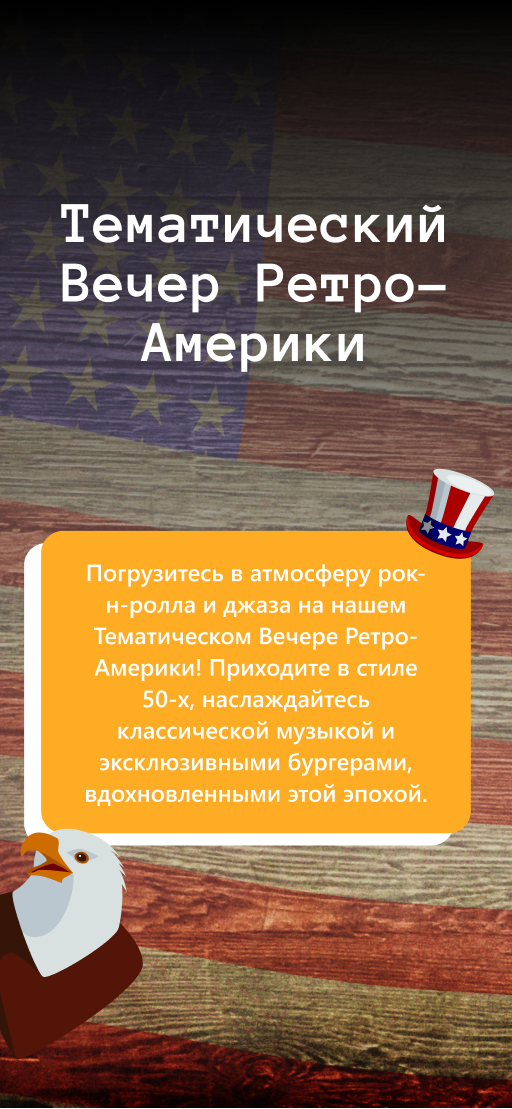 Тематический
Вечер Ретро-
Америки
Погрузитесь в атмосферу рок-
н-ролла и джаза на нашем
Тематическом Вечере Ретро-
Америки! Приходите в стиле
50-х, наслаждайтесь
классической музыкой и
эксклюзивными бургерами,
вдохновленными этой эпохой.